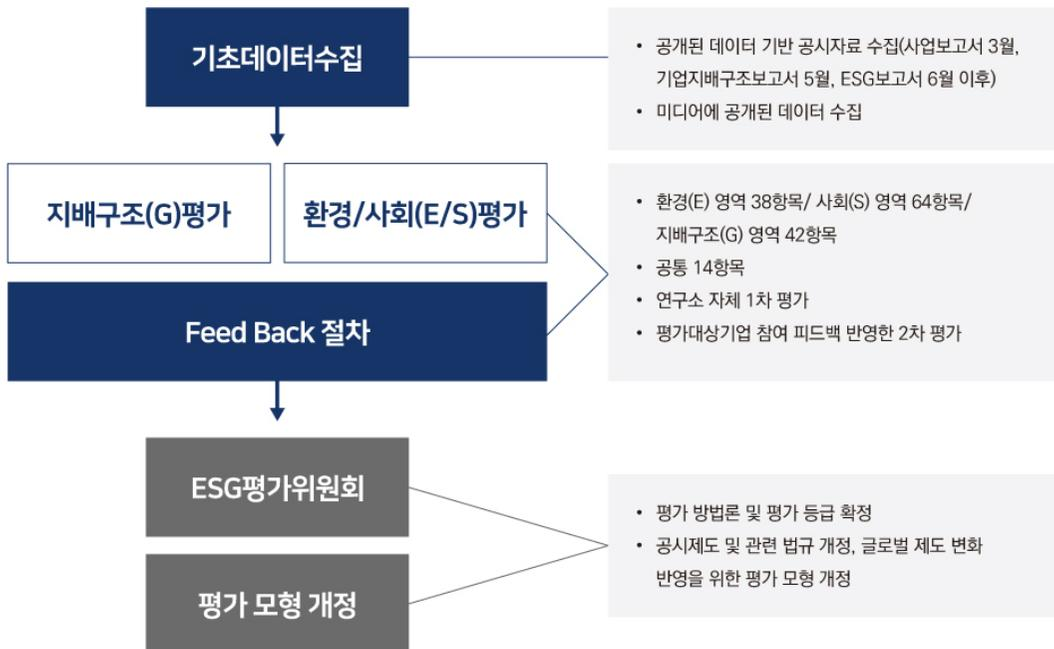 기초데이터수집
• 공개된 데이터 기반 공시자료 수집(사업보고서 3월,
기업지배구조보고서 5월, ESG보고서 6월 이후)
• 미디어에 공개된 데이터 수집
지배구조(G)평가
환경/사회(E/S)평가
Feed Back 절차
• 환경(E) 영역 38항목/ 사회(S) 영역 64항목/
지배구조(G) 영역 42항목
• 공통 14항목
• 연구소 자체 1차 평가
• 평가대상기업 참여 피드백 반영한 2차 평가
ESG평가위원회
평가 모형 개정
• 평가 방법론 및 평가 등급 확정
• 공시제도 및 관련 법규 개정, 글로벌 제도 변화
반영을 위한 평가 모형 개정